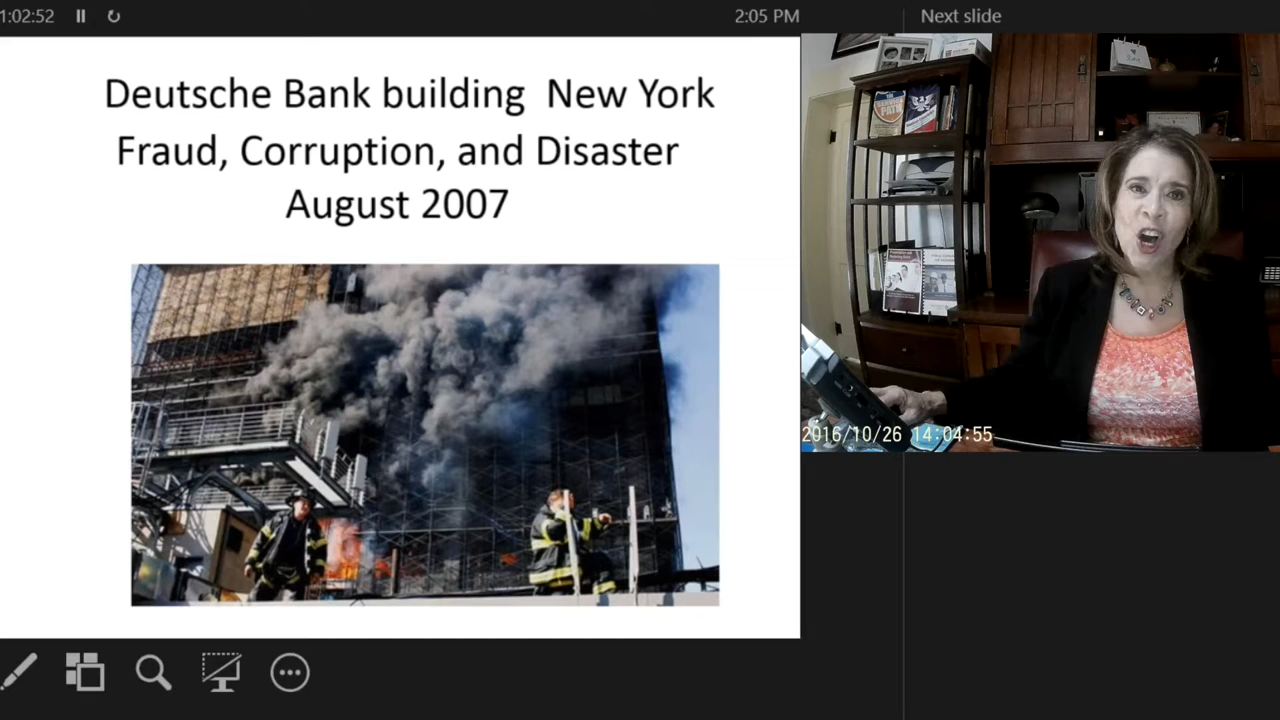 1:02:52
2:05 PM
Next slide
Deutsche Bank building New York
Fraud, Corruption, and Disaster
August 2007
2016/10/26 14:04:55